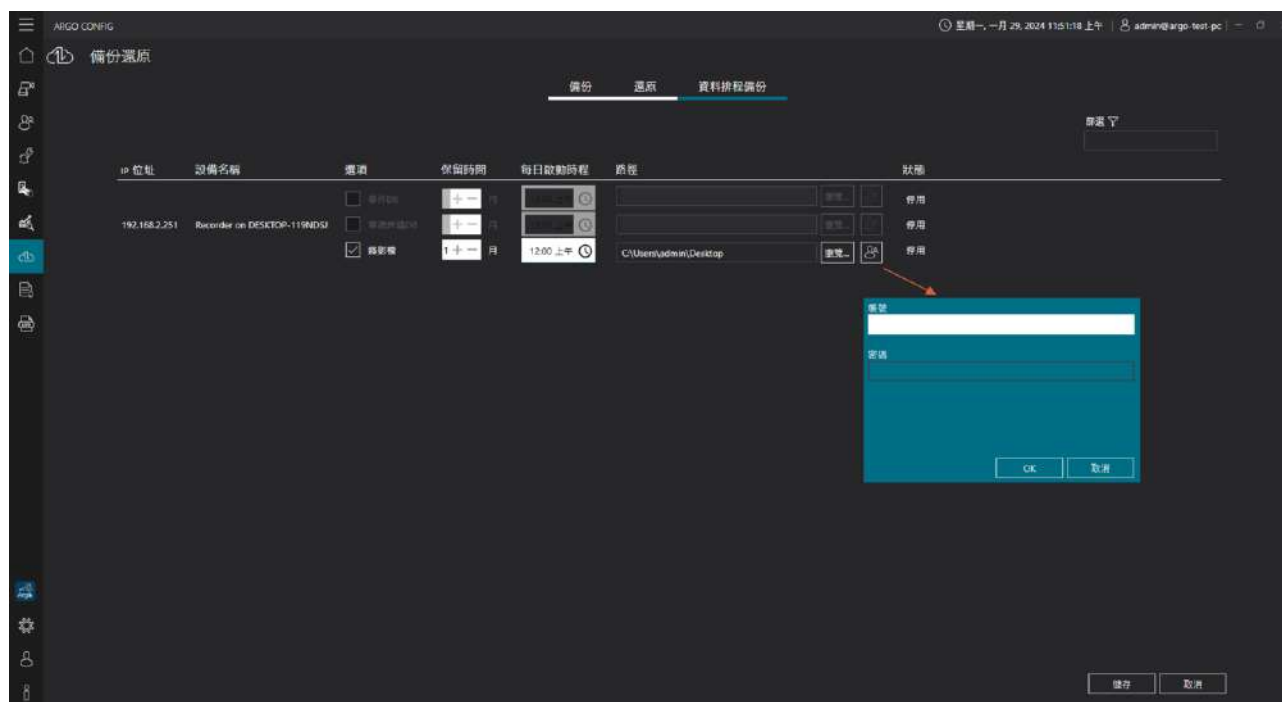 ARGO CONFIG
星期一, 一月 29, 2024 11:51:18 上午
admin@argo-test-pc
備份還原
備份 還原 資料排程備份
篩選
IP 位址 設備名稱 選項 保留時間 每日啟動時程 路徑 狀態
月 停用
192.168.2.251 Recorder on DESKTOP-119NDSJ 月 停用
錄影檔 1 月 12:00 上午 C:\Users\admin\Desktop 瀏覽... 停用
帳號
密碼
OK 取消
Argo
儲存 取消